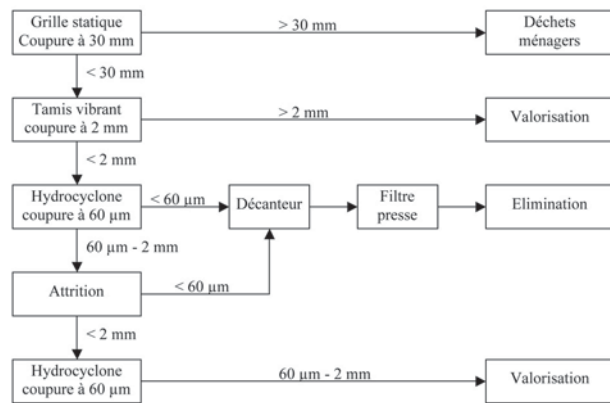 Grille statique
Coupure à 30 mm
> 30 mm
Déchets
ménagers
< 30 mm
Tamis vibrant
coupure à 2 mm
> 2 mm
Valorisation
< 2 mm
Hydrocyclone
coupure à 60 µm
< 60 µm
Décanteur
Filtre
presse
Elimination
60 µm - 2 mm
Attrition
< 60 µm
< 2 mm
Hydrocyclone
coupure à 60 µm
60 µm - 2 mm
Valorisation